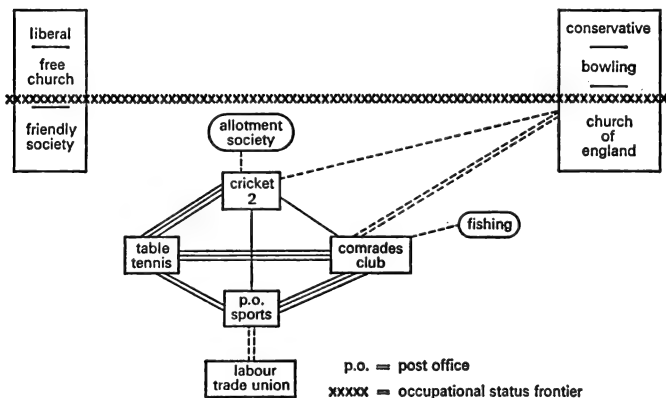 liberal
free
church
friendly
society
conservative
bowling
church
of
england
allotment
society
cricket
2
fishing
table
tennis
comrades
club
p.o.
sports
labour
trade union
p.o. = post office
xxxxx = occupational status frontier